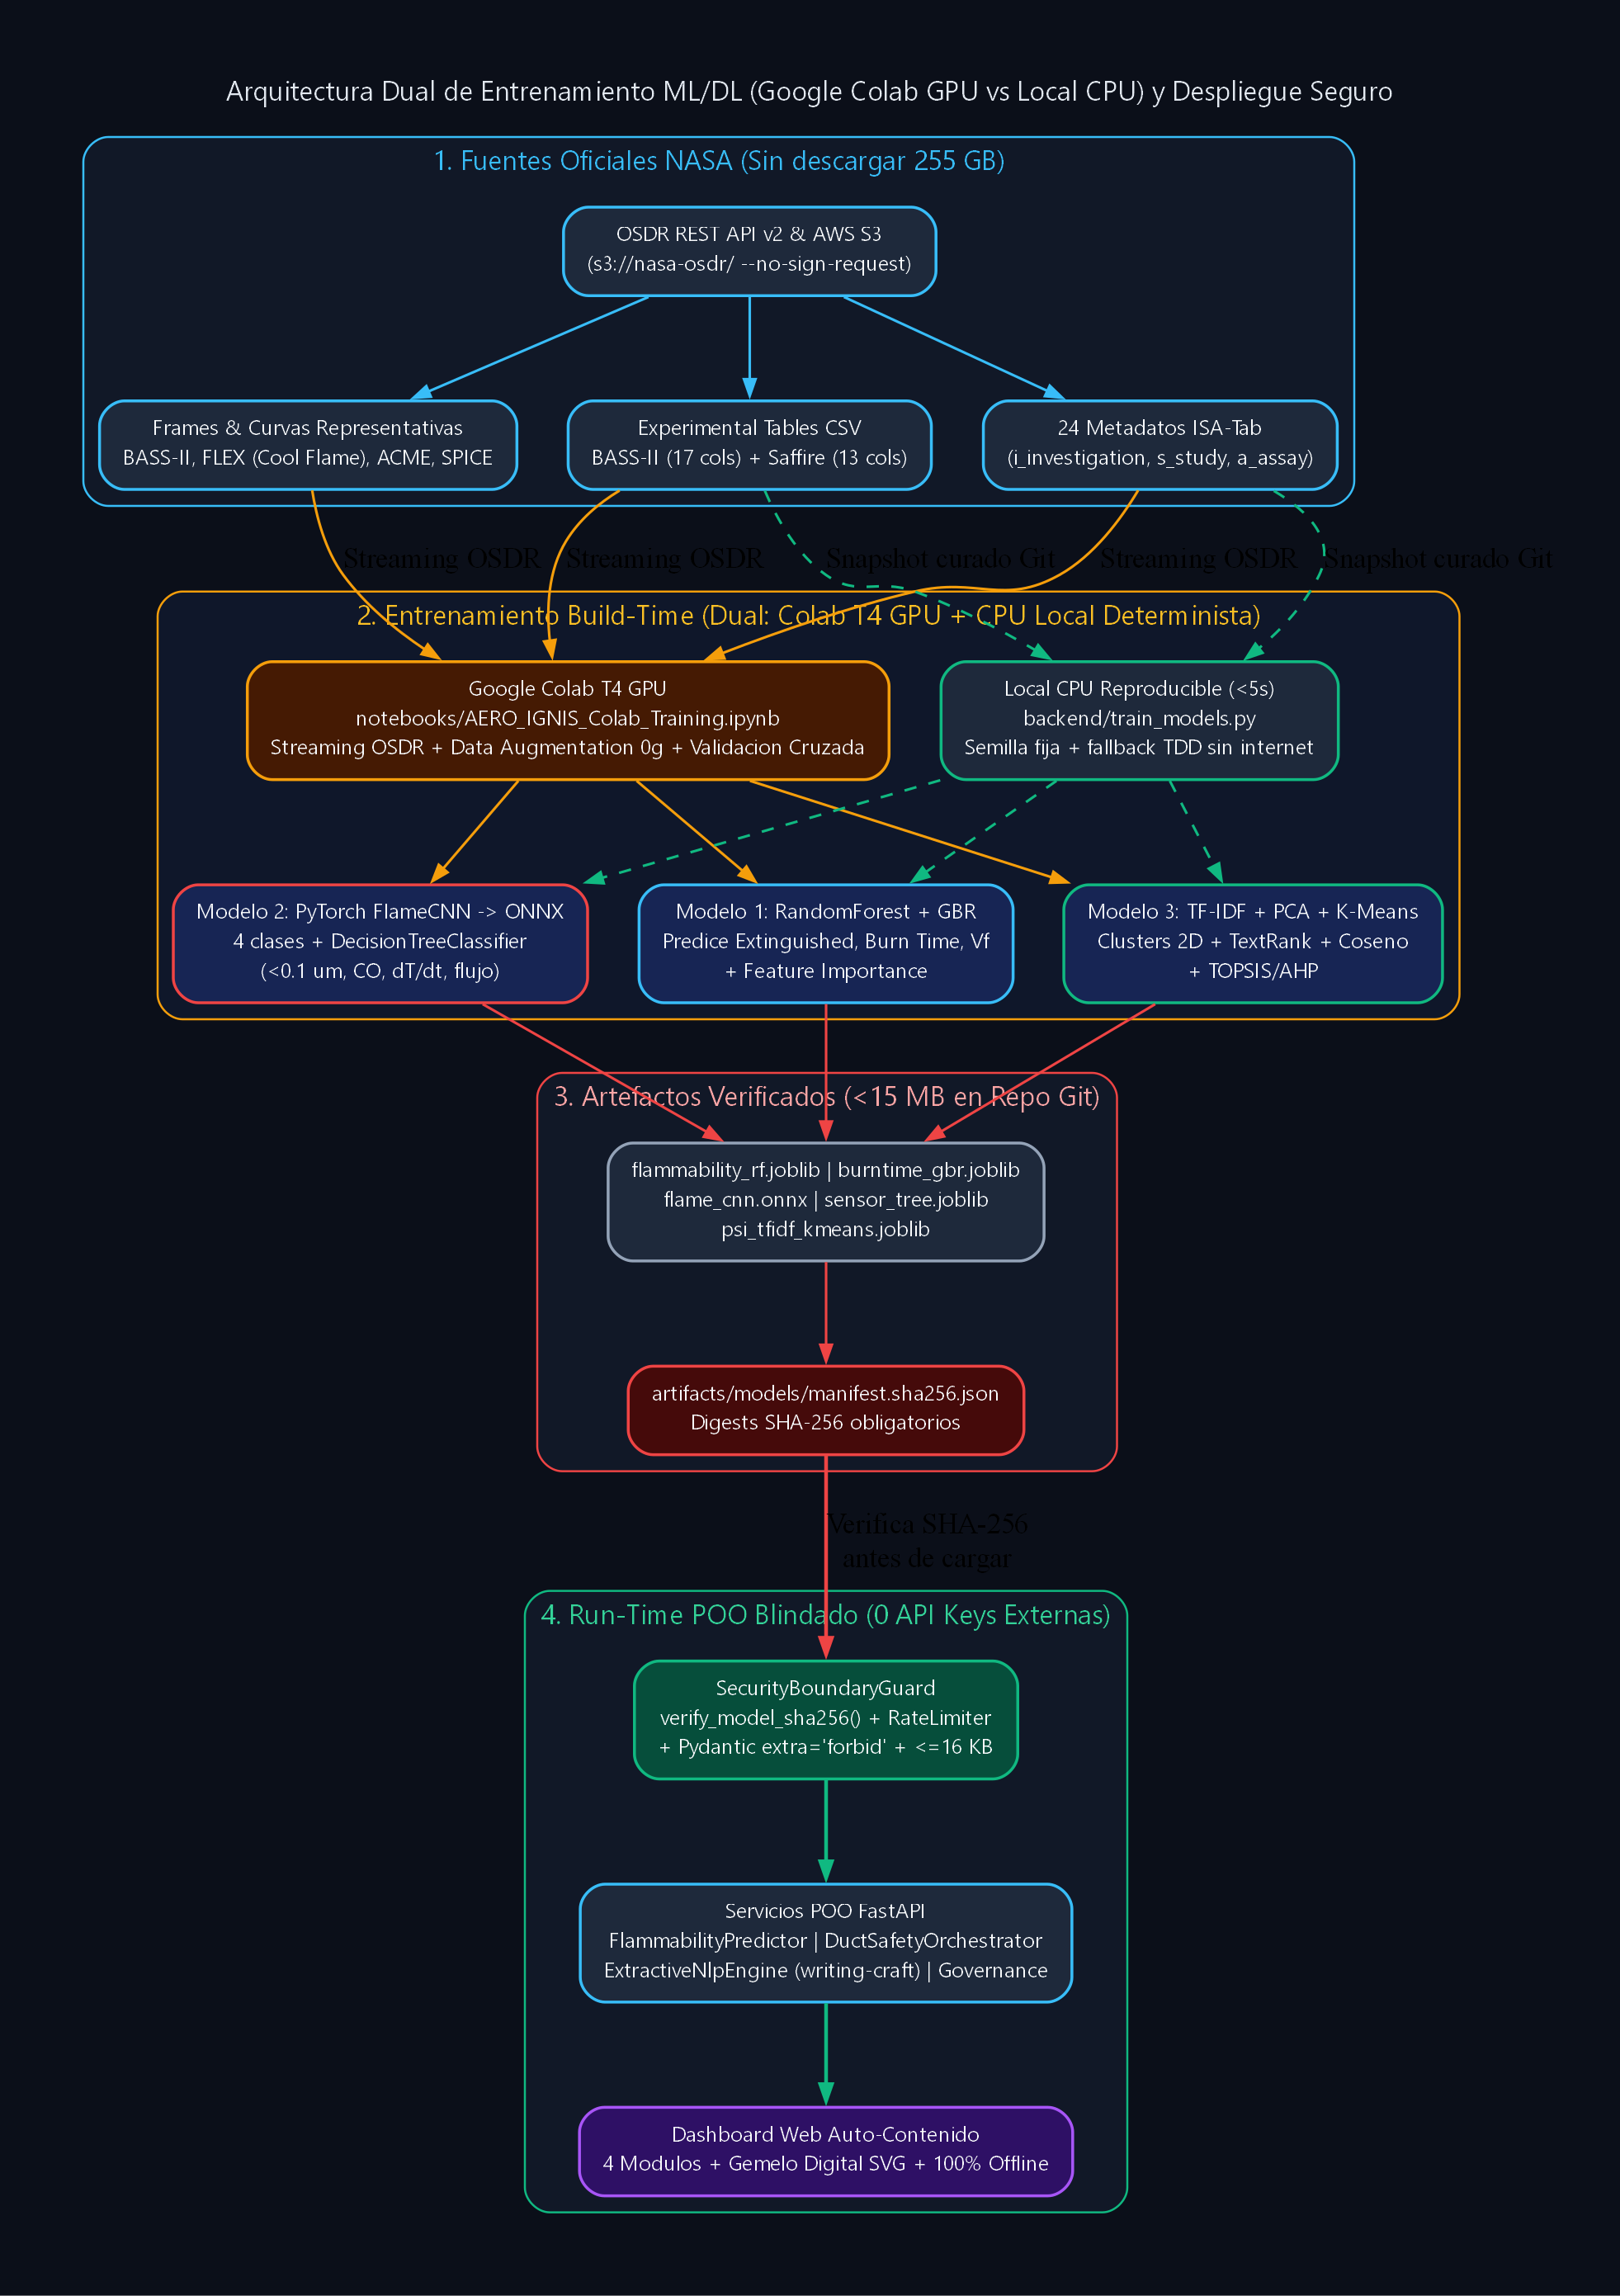 Arquitectura Dual de Entrenamiento ML/DL (Google Colab GPU vs Local CPU) y Despliegue Seguro
1. Fuentes Oficiales NASA (Sin descargar 255 GB)
OSDR REST API v2 & AWS S3
(s3://nasa-osdr/ --no-sign-request)
Frames & Curvas Representativas
BASS-II, FLEX (Cool Flame), ACME, SPICE
Experimental Tables CSV
BASS-II (17 cols) + Saffire (13 cols)
24 Metadatos ISA-Tab
(i_investigation, s_study, a_assay)
Streaming OSDR
Streaming OSDR
Snapshot curado Git
Streaming OSDR
Snapshot curado Git
2. Entrenamiento Build-Time (Dual: Colab T4 GPU + CPU Local Determinista)
Google Colab T4 GPU
notebooks/AERO_IGNIS_Colab_Training.ipynb
Streaming OSDR + Data Augmentation 0g + Validacion Cruzada
Local CPU Reproducible (<5s)
backend/train_models.py
Semilla fija + fallback TDD sin internet
Modelo 2: PyTorch FlameCNN -> ONNX
4 clases + DecisionTreeClassifier
(<0.1 um, CO, dT/dt, flujo)
Modelo 1: RandomForest + GBR
Predice Extinguished, Burn Time, Vf
+ Feature Importance
Modelo 3: TF-IDF + PCA + K-Means
Clusters 2D + TextRank + Coseno
+ TOPSIS/AHP
3. Artefactos Verificados (<15 MB en Repo Git)
flammability_rf.joblib | burntime_gbr.joblib
flame_cnn.onnx | sensor_tree.joblib
psi_tfidf_kmeans.joblib
artifacts/models/manifest.sha256.json
Digests SHA-256 obligatorios
Verifica SHA-256
antes de cargar
4. Run-Time POO Blindado (0 API Keys Externas)
SecurityBoundaryGuard
verify_model_sha256() + RateLimiter
+ Pydantic extra='forbid' + <=16 KB
Servicios POO FastAPI
FlammabilityPredictor | DuctSafetyOrchestrator
ExtractiveNlpEngine (writing-craft) | Governance
Dashboard Web Auto-Contenido
4 Modulos + Gemelo Digital SVG + 100% Offline